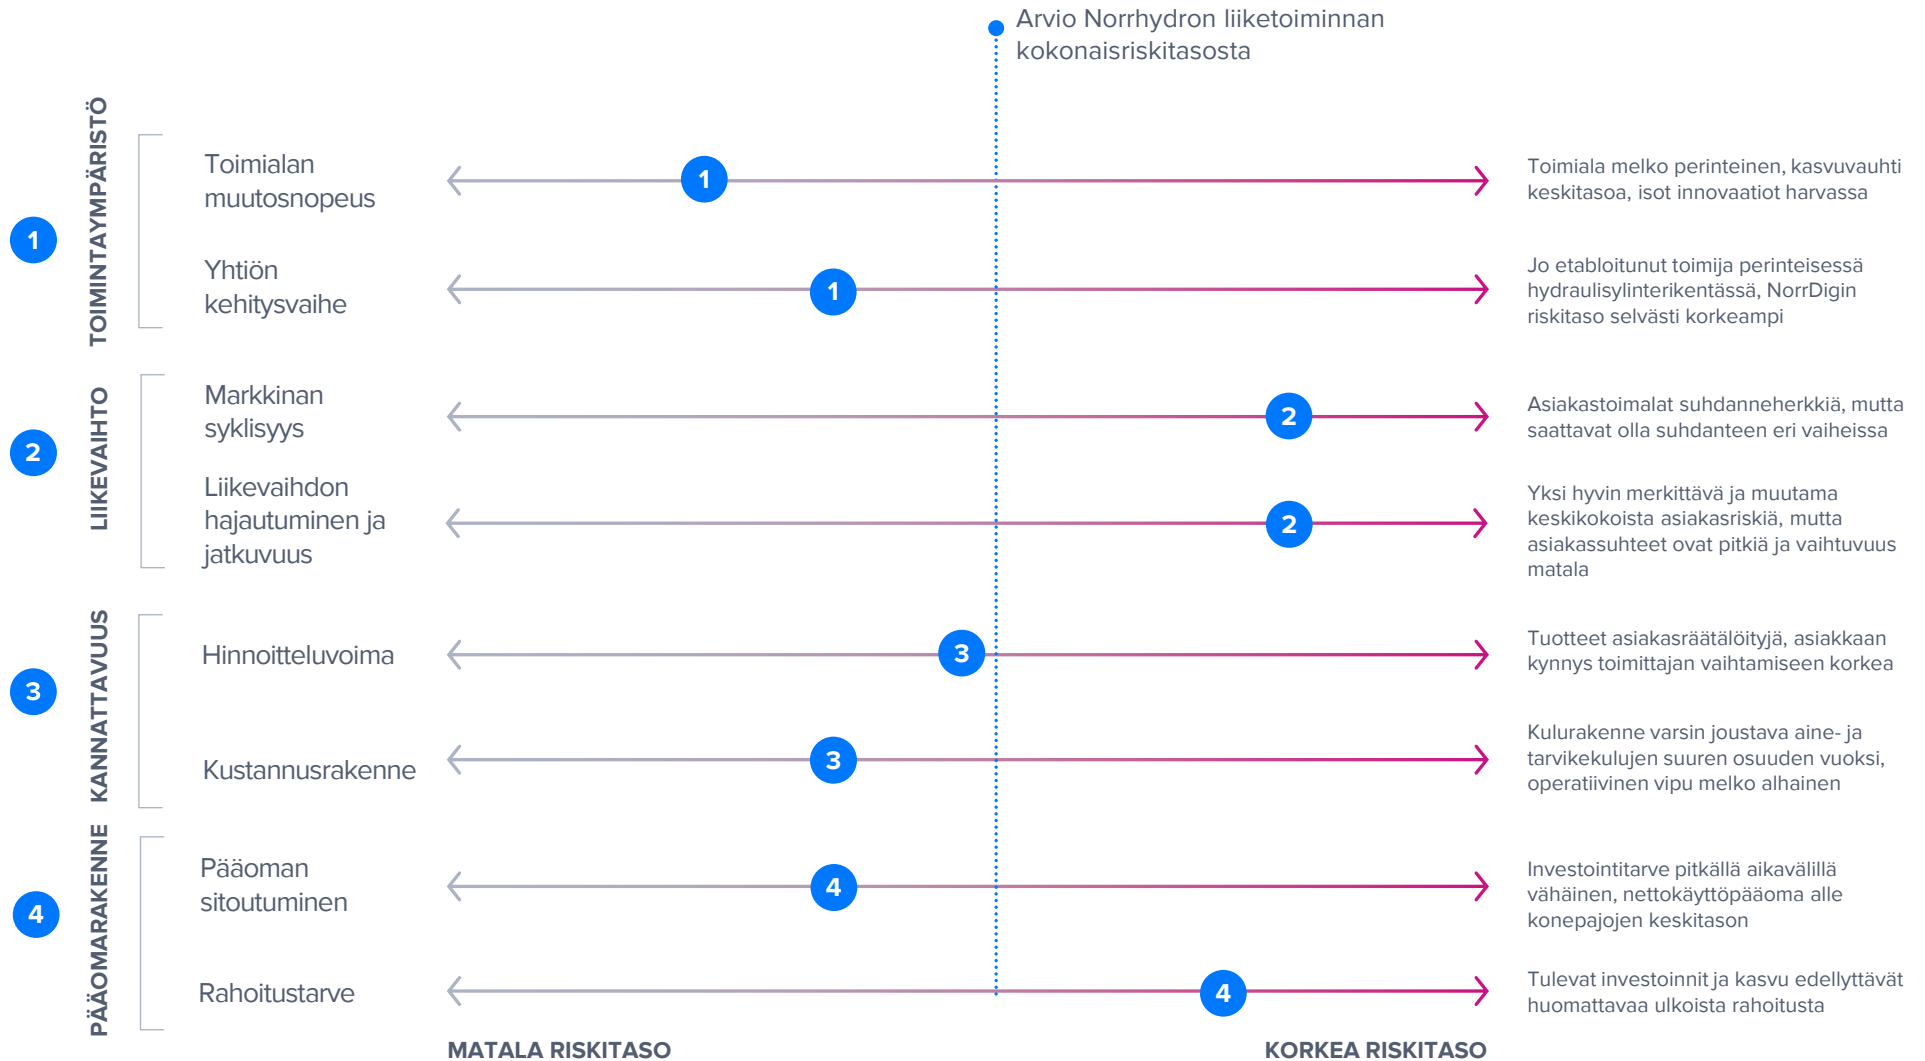 Arvio Norrhydron liiketoiminnan
kokonaisriskitasosta
1
TOIMINTAYMPÄRISTÖ
Toimialan
muutosnopeus
1
Toimiala melko perinteinen, kasvuvauhti
keskitasoa, isot innovaatiot harvassa
Yhtiön
kehitysvaihe
1
Jo etabloitunut toimija perinteisessä
hydraulisylinterikentässä, NorrDigin
riskitaso selvästi korkeampi
2
LIIKEVAIHTO
Markkinan
syklisyys
2
Asiakastoimalat suhdanneherkkiä, mutta
saattavat olla suhdanteen eri vaiheissa
Liikevaihdon
hajautuminen ja
jatkuvuus
2
Yksi hyvin merkittävä ja muutama
keskikokoista asiakasriskiä, mutta
asiakassuhteet ovat pitkiä ja vaihtuvuus
matala
3
KANNATTAVUUS
Hinnoitteluvoima
3
Tuotteet asiakasräätälöityjä, asiakkaan
kynnys toimittajan vaihtamiseen korkea
Kustannusrakenne
3
Kulurakenne varsin joustava aine- ja
tarvikekulujen suuren osuuden vuoksi,
operatiivinen vipu melko alhainen
4
PÄÄOMARAKENNE
Pääoman
sitoutuminen
4
Investointitarve pitkällä aikavälillä
vähäinen, nettokäyttöpääoma alle
konepajojen keskitason
Rahoitustarve
4
Tulevat investoinnit ja kasvu edellyttävät
huomattavaa ulkoista rahoitusta
MATALA RISKITASO
KORKEA RISKITASO